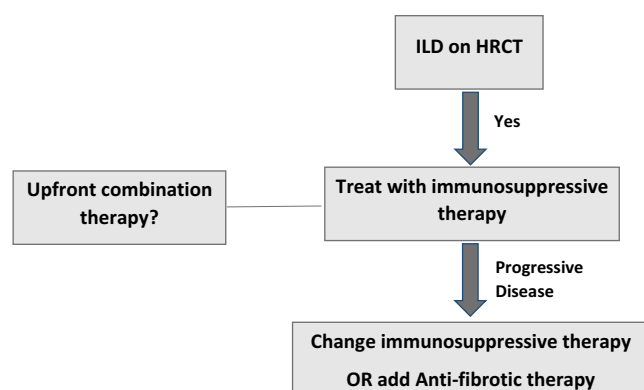 ILD on HRCT
Yes
Upfront combination
therapy?
Treat with immunosuppressive
therapy
Progressive
Disease
Change immunosuppressive therapy
OR add Anti-fibrotic therapy